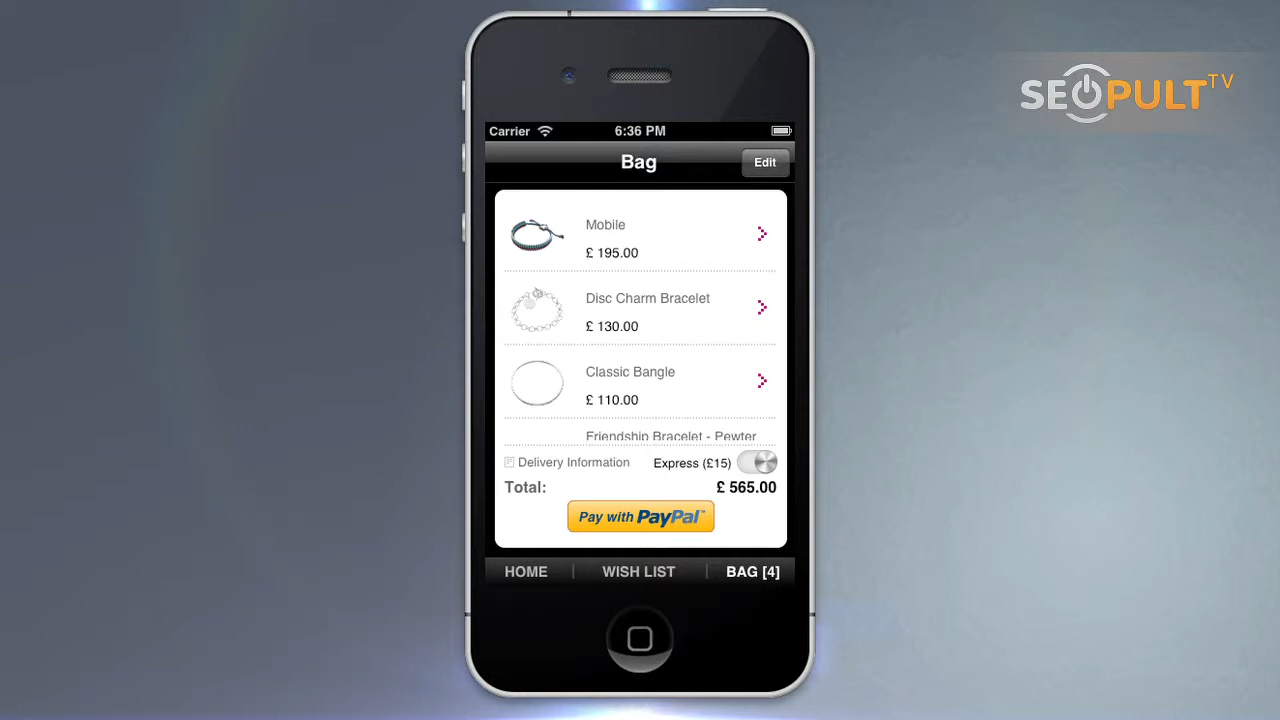 SEOPULT TV
Carrier 6:36 PM
Bag
Edit
Mobile
£ 195.00
Disc Charm Bracelet
£ 130.00
Classic Bangle
£ 110.00
Friendship Bracelet - Pewter
Delivery Information Express (£15)
Total: £ 565.00
Pay with PayPal™
HOME | WISH LIST | BAG [4]